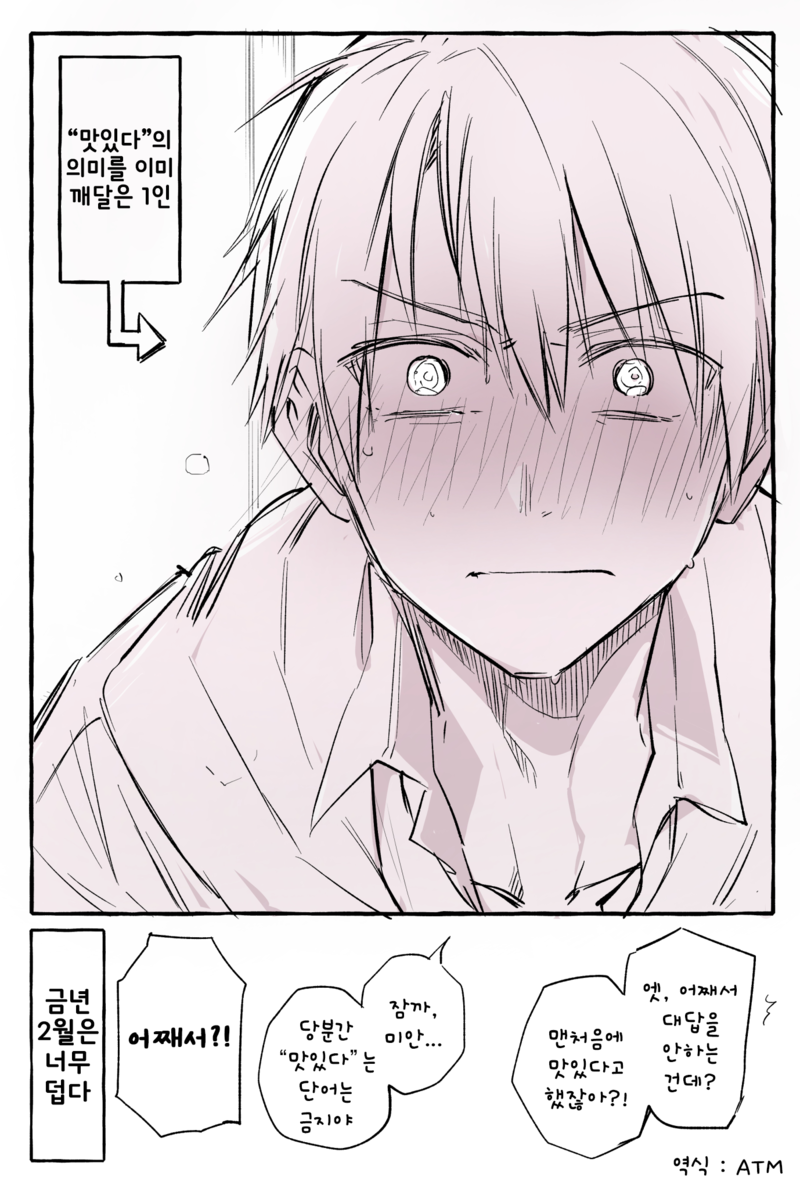 “맛있다”의
의미를 이미
깨달은 1인
엣, 어째서
대답을
안하는
건데?
맨처음에
맛있다고
했잖아?!
잠까,
미안...
당분간
“맛있다”는
단어는
금지야
어째서?!
금년
2월은
너무
덥다
역식 : ATM